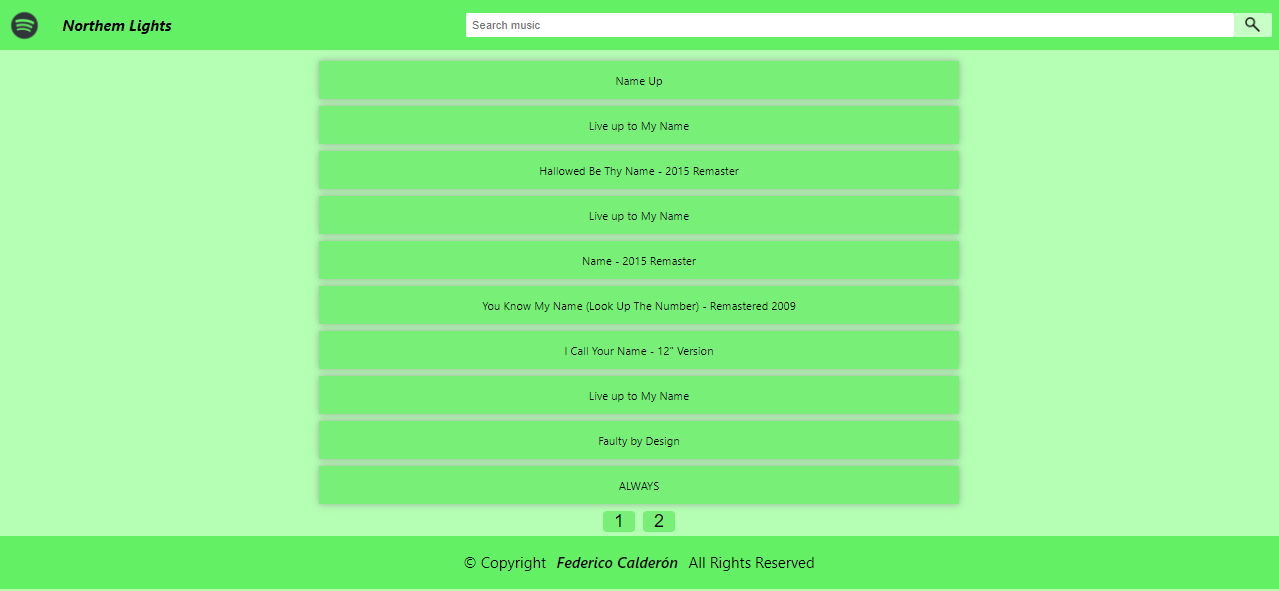 Northem Lights
Search music
Name Up
Live up to My Name
Hallowed Be Thy Name - 2015 Remaster
Live up to My Name
Name - 2015 Remaster
You Know My Name (Look Up The Number) - Remastered 2009
I Call Your Name - 12" Version
Live up to My Name
Faulty by Design
ALWAYS
1 2
© Copyright Federico Calderón All Rights Reserved